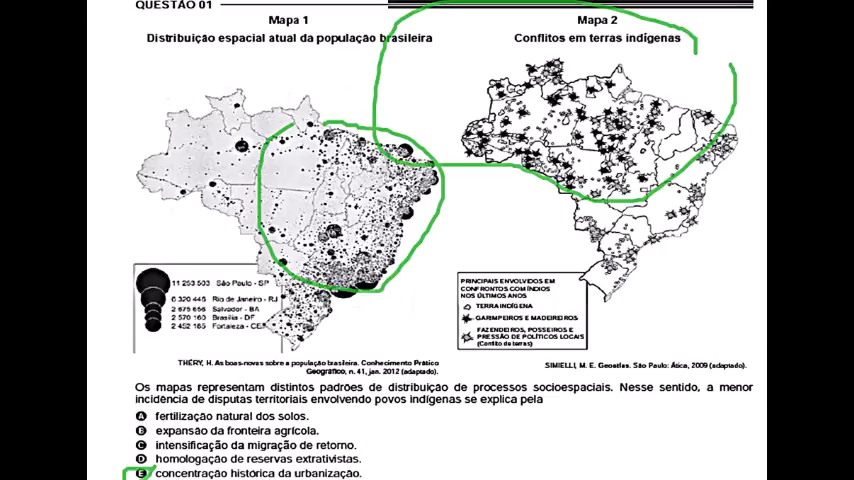 QUESTÃO 01
Mapa 1
Distribuição espacial atual da população brasileira
Mapa 2
Conflitos em terras indígenas
11 253 503 São Paulo - SP
6 320 446 Rio de Janeiro - RJ
2 675 656 Salvador - BA
2 570 160 Brasília - DF
2 452 185 Fortaleza - CE
PRINCIPAIS ENVOLVIDOS EM
CONFRONTOS COM ÍNDIOS
NOS ÚLTIMOS ANOS
TERRA INDÍGENA
GARIMPEIROS E MADEIREIROS
FAZENDEIROS, POSSEIROS E
PRESSÃO DE POLÍTICOS LOCAIS
(Conflito de terras)
THÉRY, H. As boas-novas sobre a população brasileira. Conhecimento Prático
Geográfico, n. 41, jan. 2012 (adaptado).
SIMIELLI, M. E. Geoatlas. São Paulo: Ática, 2009 (adaptado).
Os mapas representam distintos padrões de distribuição de processos socioespaciais. Nesse sentido, a menor
incidência de disputas territoriais envolvendo povos indígenas se explica pela
A fertilização natural dos solos.
B expansão da fronteira agrícola.
C intensificação da migração de retorno.
D homologação de reservas extrativistas.
E concentração histórica da urbanização.